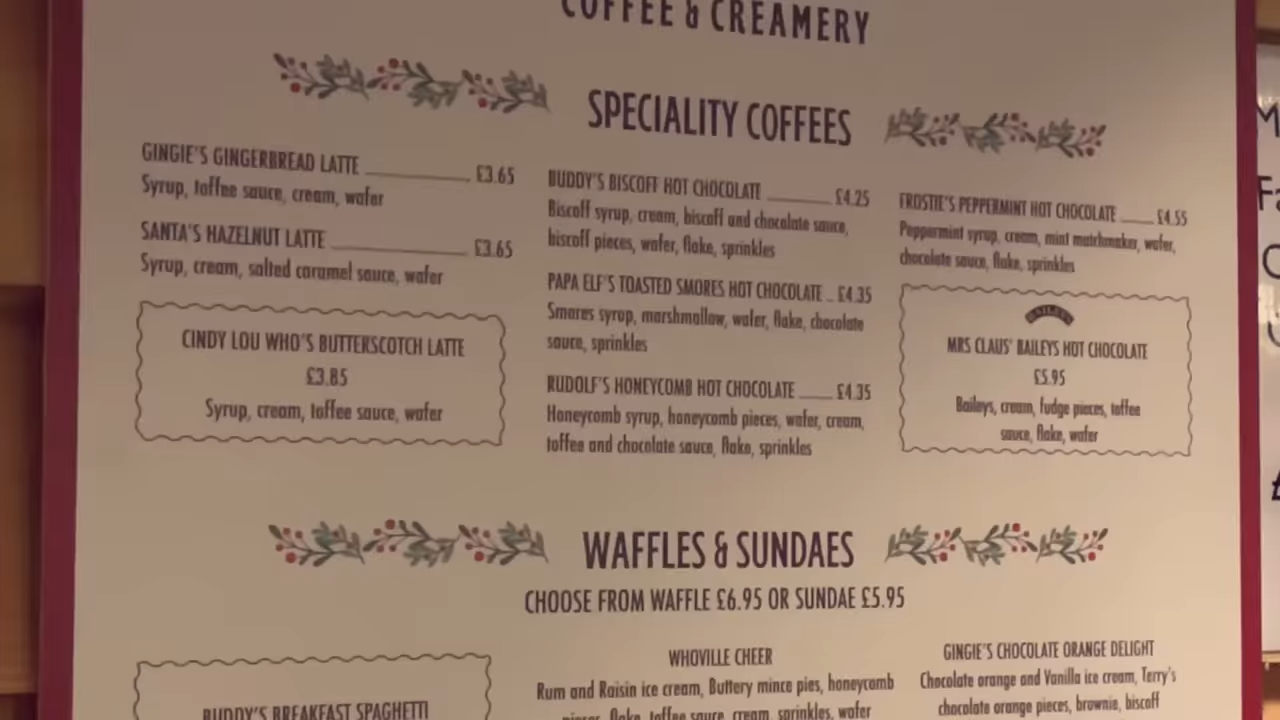 COFFEE & CREAMERY
SPECIALITY COFFEES
GINGIE'S GINGERBREAD LATTE £3.65
Syrup, toffee sauce, cream, wafer
SANTA'S HAZELNUT LATTE £3.65
Syrup, cream, salted caramel sauce, wafer
CINDY LOU WHO'S BUTTERSCOTCH LATTE
£3.85
Syrup, cream, toffee sauce, wafer
BUDDY'S BISCOFF HOT CHOCOLATE £4.25
Biscoff syrup, cream, biscoff and chocolate sauce,
biscoff pieces, wafer, flake, sprinkles
PAPA ELF'S TOASTED SMORES HOT CHOCOLATE £4.35
Smores syrup, marshmallow, wafer, flake, chocolate
sauce, sprinkles
RUDOLF'S HONEYCOMB HOT CHOCOLATE £4.35
Honeycomb syrup, honeycomb pieces, wafer, cream,
toffee and chocolate sauce, flake, sprinkles
FROSTIE'S PEPPERMINT HOT CHOCOLATE £4.55
Peppermint syrup, cream, mint matchmaker, wafer,
chocolate sauce, flake, sprinkles
BAILEYS
MRS CLAUS' BAILEYS HOT CHOCOLATE
£5.95
Baileys, cream, fudge pieces, toffee
sauce, flake, wafer
WAFFLES & SUNDAES
CHOOSE FROM WAFFLE £6.95 OR SUNDAE £5.95
BUDDY'S BREAKFAST SPAGHETTI
WHOVILLE CHEER
Rum and Raisin ice cream, Buttery mince pies, honeycomb
pieces, flake, toffee sauce, cream, sprinkles, wafer
GINGIE'S CHOCOLATE ORANGE DELIGHT
Chocolate orange and Vanilla ice cream, Terry's
chocolate orange pieces, brownie, biscoff